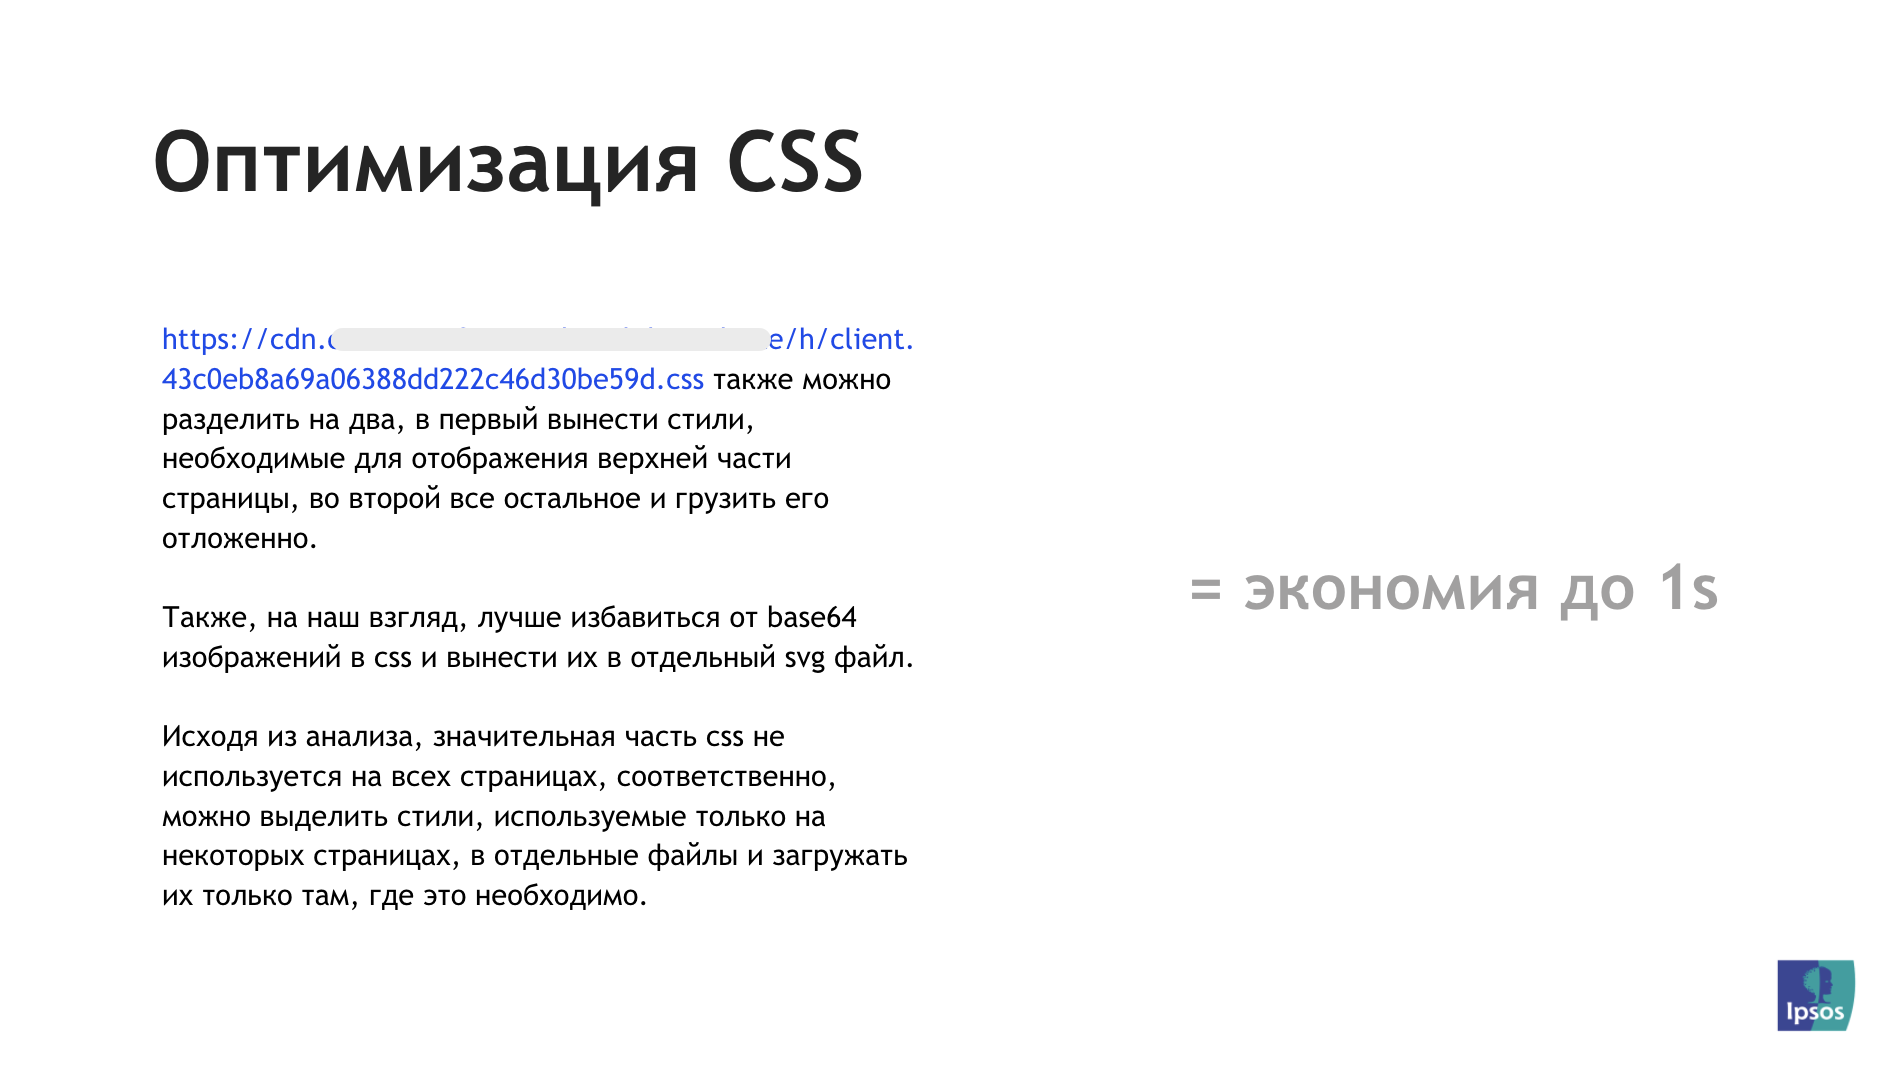 Оптимизация CSS
https://cdn. e/h/client.
43c0eb8a69a06388dd222c46d30be59d.css также можно
разделить на два, в первый вынести стили,
необходимые для отображения верхней части
страницы, во второй все остальное и грузить его
отложенно.
Также, на наш взгляд, лучше избавиться от base64
изображений в css и вынести их в отдельный svg файл.
Исходя из анализа, значительная часть css не
используется на всех страницах, соответственно,
можно выделить стили, используемые только на
некоторых страницах, в отдельные файлы и загружать
их только там, где это необходимо.
= экономия до 1s
Ipsos